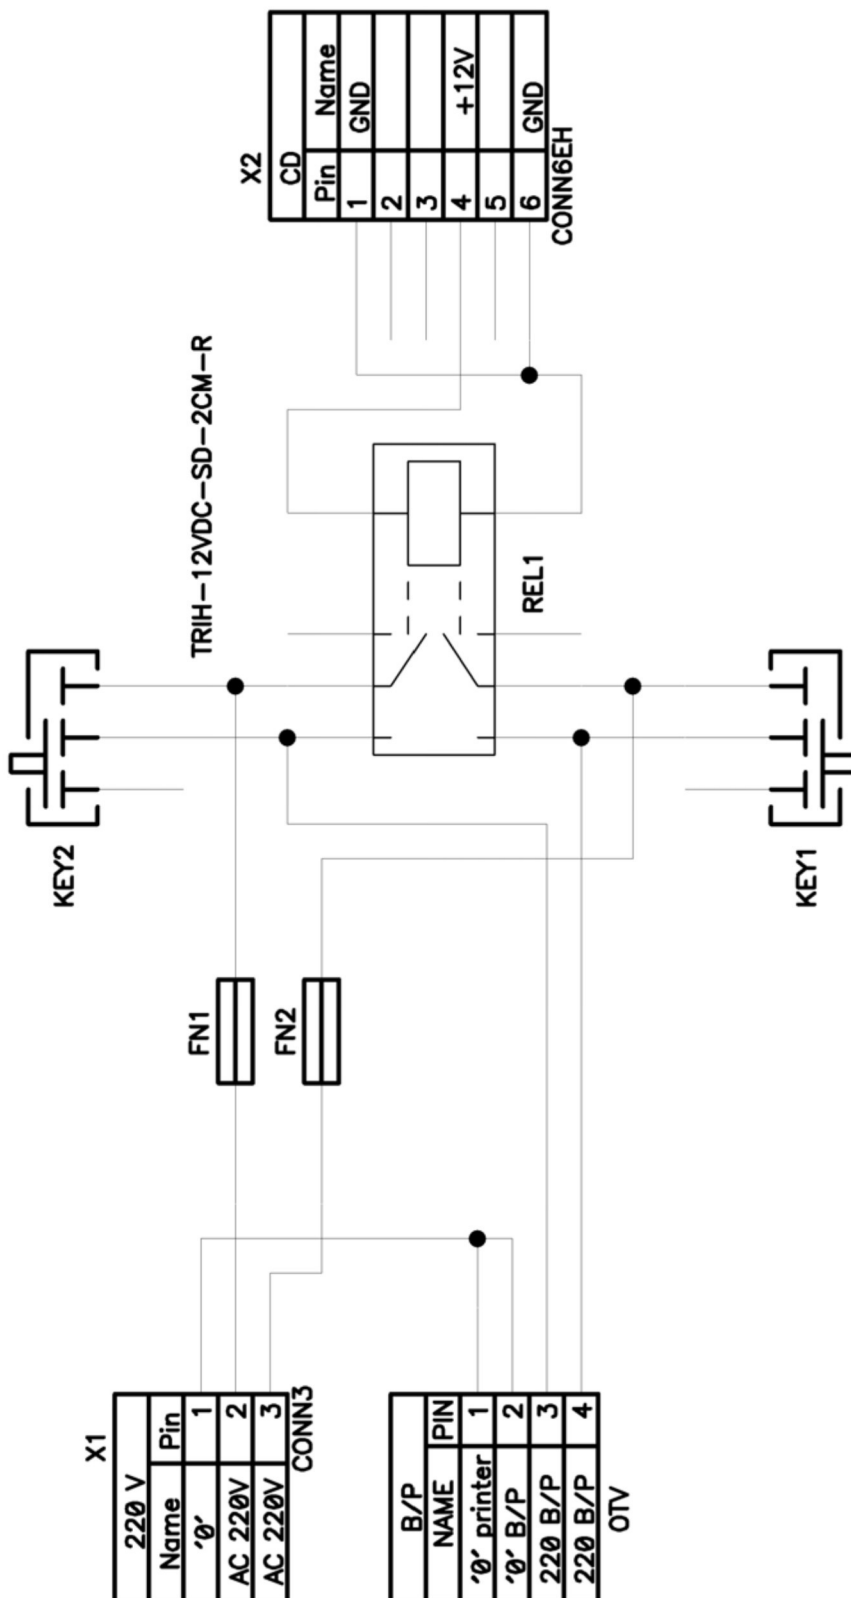 KEY2
X1
220 V
Name Pin
'0' 1
AC 220V 2
AC 220V 3
CONN3
FN1
FN2
TRIH-12VDC-SD-2CM-R
X2
CD
Pin Name
1 GND
2
3
4 +12V
5
6 GND
CONN6EH
REL1
B/P
NAME PIN
'0' printer 1
'0' B/P 2
220 B/P 3
220 B/P 4
OTV
KEY1